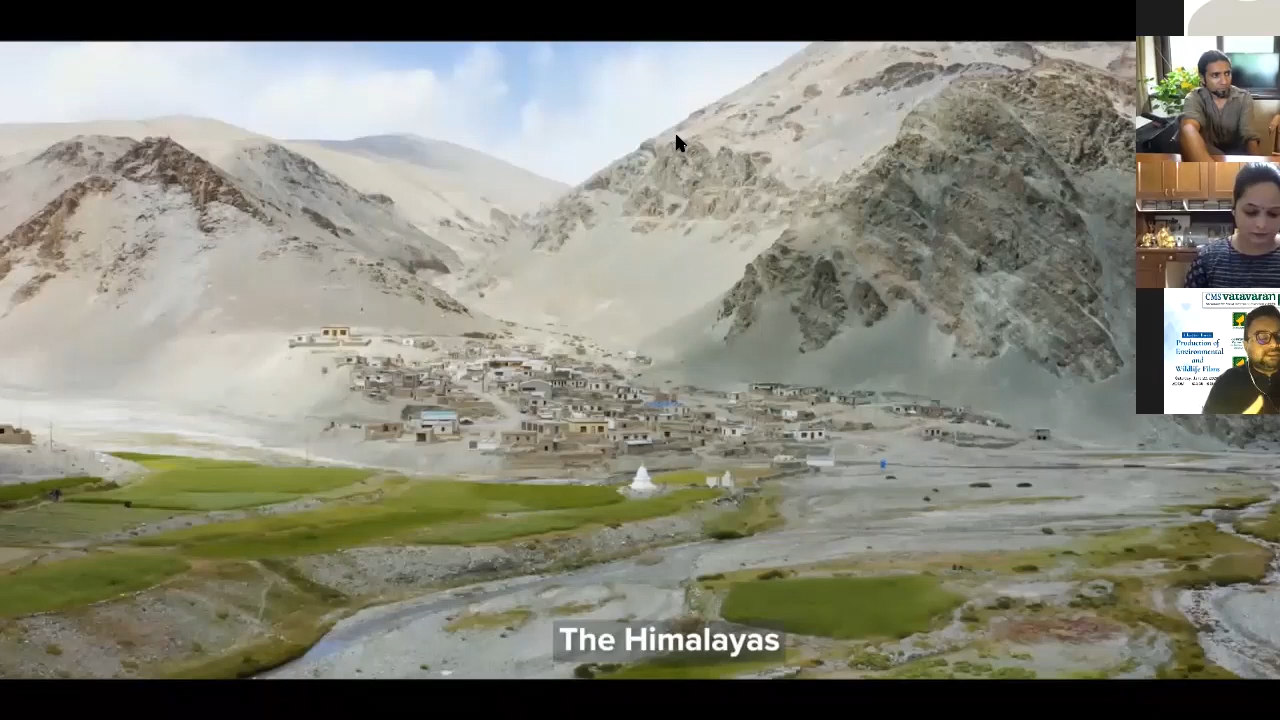 CMS VATAVARAN
Production of
Environmental
and
Wildlife Films
The Himalayas